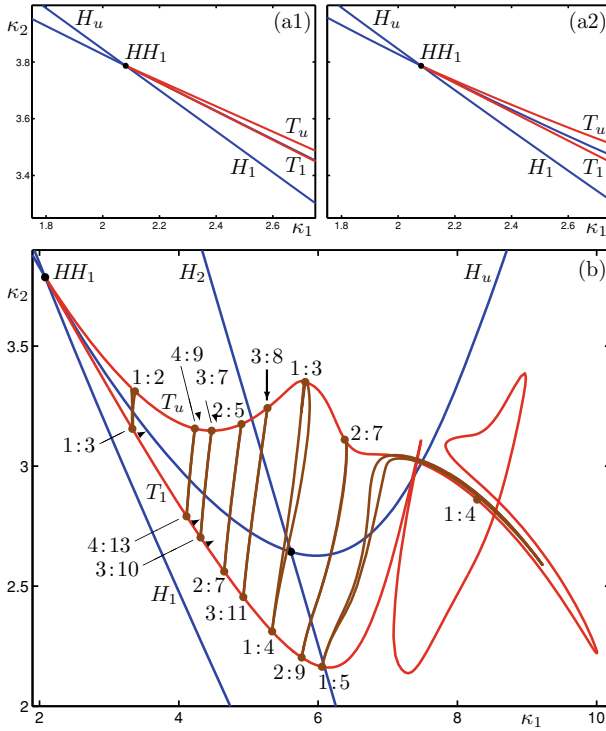 κ₂ Hᵤ (a1) (a2)
HH₁ HH₁
3.8
3.6
Tᵤ Tᵤ
3.4
H₁ T₁ H₁ T₁
1.8 2 2.2 2.4 2.6 κ₁ 1.8 2 2.2 2.4 2.6 κ₁
κ₂ HH₁ H₂ Hᵤ (b)
3.5
4:9 3:8 1:3
1:2 3:7
Tᵤ 2:5 2:7
1:3
3
T₁ 1:4
4:13
3:10
2.5
H₁ 2:7
3:11
1:4
2:9
1:5
2
2 4 6 8 κ₁ 10